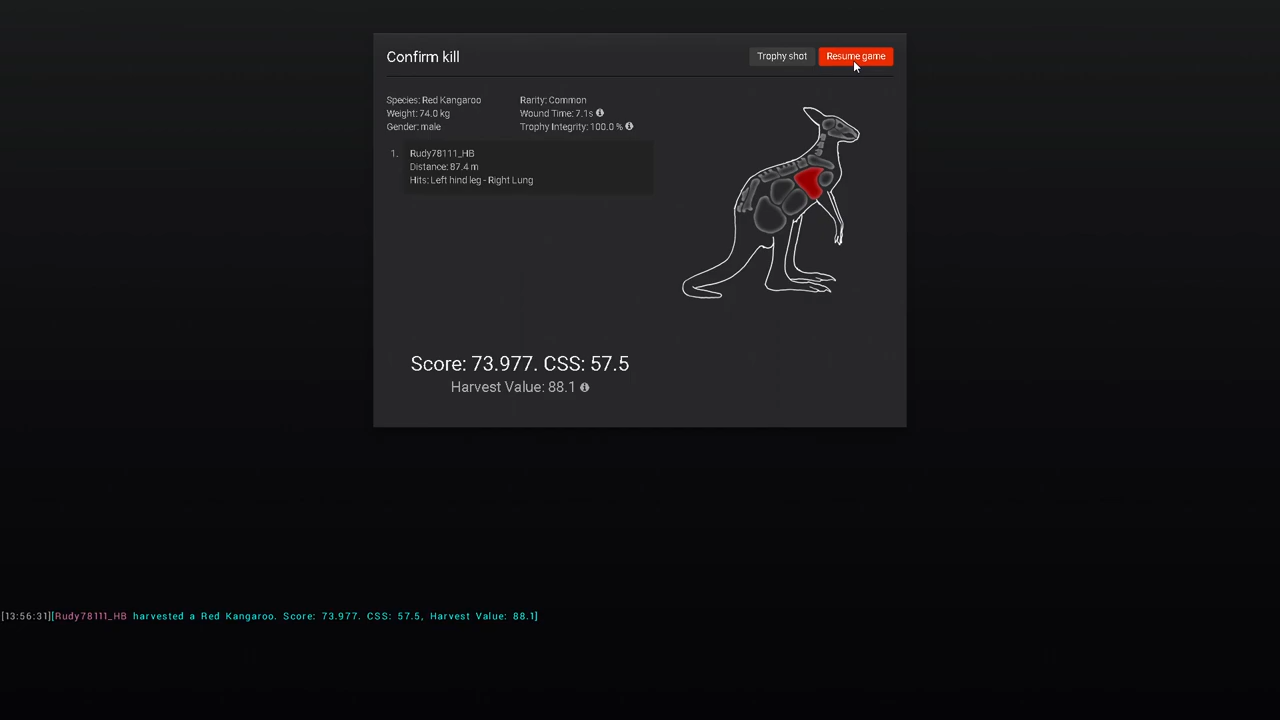 Confirm kill
Trophy shot
Resume game
Species: Red Kangaroo
Weight: 74.0 kg
Gender: male
Rarity: Common
Wound Time: 7.1s
Trophy Integrity: 100.0 %
1.
Rudy78111_HB
Distance: 87.4 m
Hits: Left hind leg - Right Lung
Score: 73.977. CSS: 57.5
Harvest Value: 88.1
[13:56:31][Rudy78111_HB harvested a Red Kangaroo. Score: 73.977. CSS: 57.5, Harvest Value: 88.1]